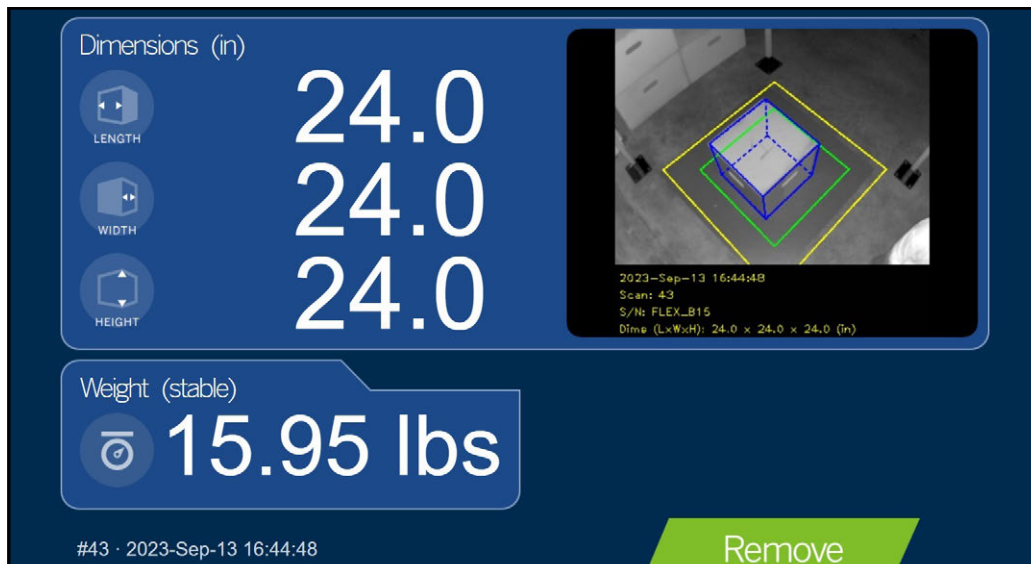 Dimensions (in)
LENGTH
24.0
WIDTH
24.0
HEIGHT
24.0
2023-Sep-13 16:44:48
Scan: 43
S/N: FLEX_B15
Dims (LxWxH): 24.0 x 24.0 x 24.0 (in)
Weight (stable)
15.95 lbs
#43 · 2023-Sep-13 16:44:48
Remove